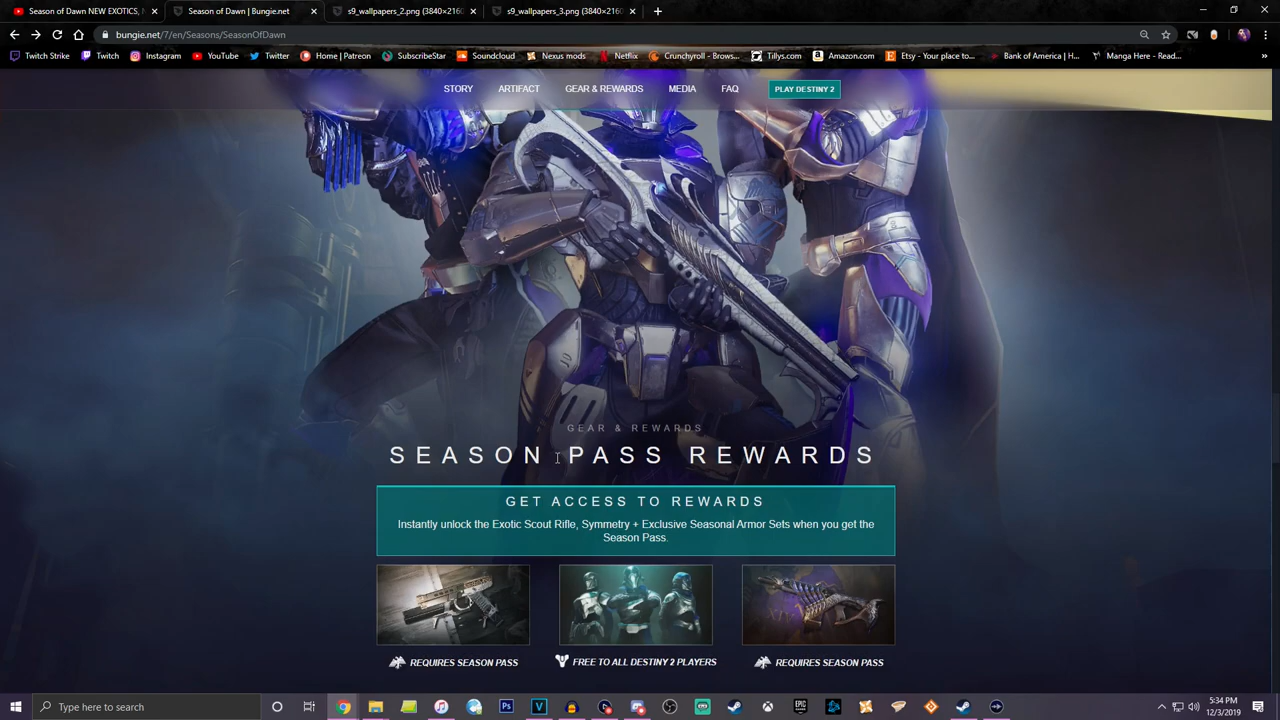 Season of Dawn NEW EXOTICS,
Season of Dawn | Bungie.net
s9_wallpapers_2.png (3840×2160
s9_wallpapers_3.png (3840×2160
bungie.net/7/en/Seasons/SeasonOfDawn
Twitch Strike
Twitch
Instagram
YouTube
Twitter
Home | Patreon
SubscribeStar
Soundcloud
Nexus mods
Netflix
Crunchyroll - Brows...
Tillys.com
Amazon.com
Etsy - Your place to...
Bank of America | H...
Manga Here - Read...
STORY
ARTIFACT
GEAR & REWARDS
MEDIA
FAQ
PLAY DESTINY 2
GEAR & REWARDS
SEASON PASS REWARDS
GET ACCESS TO REWARDS
Instantly unlock the Exotic Scout Rifle, Symmetry + Exclusive Seasonal Armor Sets when you get the
Season Pass.
REQUIRES SEASON PASS
FREE TO ALL DESTINY 2 PLAYERS
REQUIRES SEASON PASS
Type here to search
Ps
V
EPIC
GAMES
5:34 PM
12/3/2019